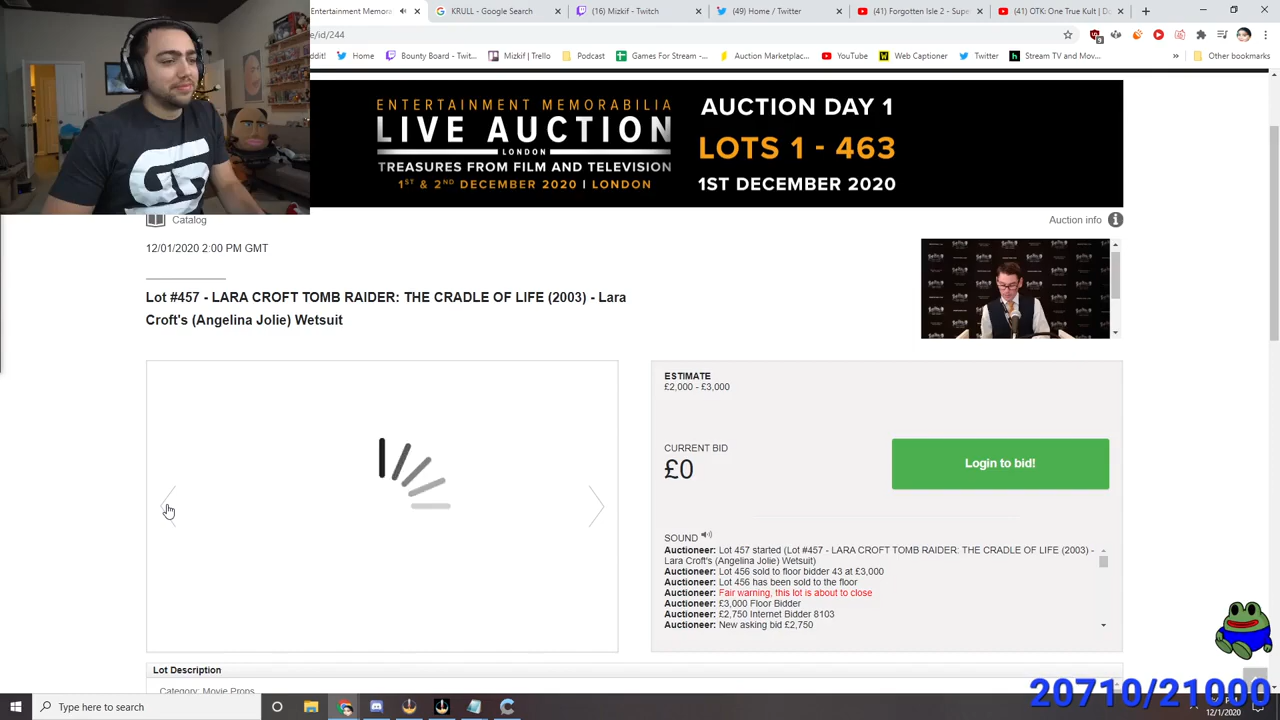 Entertainment Memor
KRULL - Google Search
(16) Mizkif - Twitch
(49) Home / Twitter
(41) Forgotten Isle 2 - Supe
(41) OTK: One True Kult | Do
e/id/244
ddit!
Home
Bounty Board - Twit...
Mizkif | Trello
Podcast
Games For Stream -...
Auction Marketplac...
YouTube
Web Captioner
Twitter
Stream TV and Mov...
»
Other bookmarks
ENTERTAINMENT MEMORABILIA
LIVE AUCTION
LONDON
TREASURES FROM FILM AND TELEVISION
1ST & 2ND DECEMBER 2020 | LONDON
AUCTION DAY 1
LOTS 1 - 463
1ST DECEMBER 2020
Catalog
Auction info
12/01/2020 2:00 PM GMT
Lot #457 - LARA CROFT TOMB RAIDER: THE CRADLE OF LIFE (2003) - Lara
Croft's (Angelina Jolie) Wetsuit
ESTIMATE
£2,000 - £3,000
CURRENT BID
£0
Login to bid!
SOUND
Auctioneer: Lot 457 started (Lot #457 - LARA CROFT TOMB RAIDER: THE CRADLE OF LIFE (2003) -
Lara Croft's (Angelina Jolie) Wetsuit)
Auctioneer: Lot 456 sold to floor bidder 43 at £3,000
Auctioneer: Lot 456 has been sold to the floor
Auctioneer: Fair warning, this lot is about to close
Auctioneer: £3,000 Floor Bidder
Auctioneer: £2,750 Internet Bidder 8103
Auctioneer: New asking bid £2,750
Lot Description
Category: Movie Props
20710/21000
Type here to search
12/1/2020